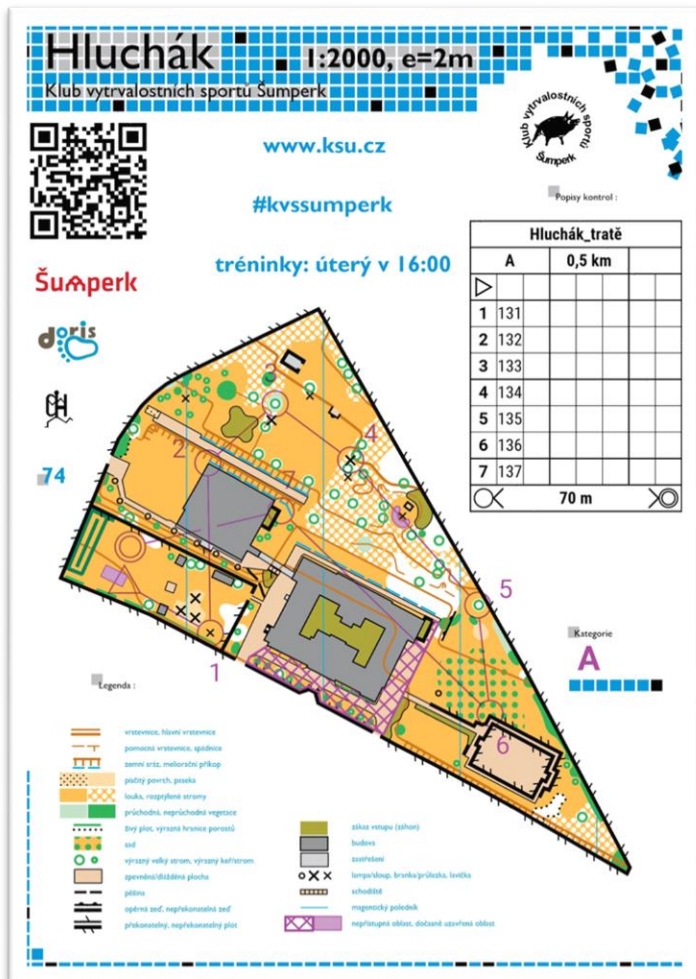 Hluchák
1:2000, e=2m
Klub vytrvalostních sportů Šumperk
Klub vytrvalostních sportů
Šumperk
www.ksu.cz
#kvssumperk
tréninky: úterý v 16:00
Šumperk
doris
74
Popisy kontrol :
Hluchák_tratě
A 0,5 km
1 131
2 132
3 133
4 134
5 135
6 136
7 137
70 m
3
4
2
7
5
1
6
Kategorie
A
Legenda :
vrstevnice, hlavní vrstevnice
pomocná vrstevnice, spádnice
zemní sráz, meliorační příkop
písčitý povrch, paseka
louka, rozptýlené stromy
průchodná, neprůchodná vegetace
živý plot, výrazná hranice porostů
sad
výrazný velký strom, výrazný keř/strom
zpevněná/dlážděná plocha
pěšina
opěrná zeď, nepřekonatelná zeď
překonatelný, nepřekonatelný plot
zákaz vstupu (záhon)
budova
zastřešení
lampa/sloup, branka/průlezka, lavička
schodiště
magnetický poledník
nepřístupná oblast, dočasně uzavřená oblast